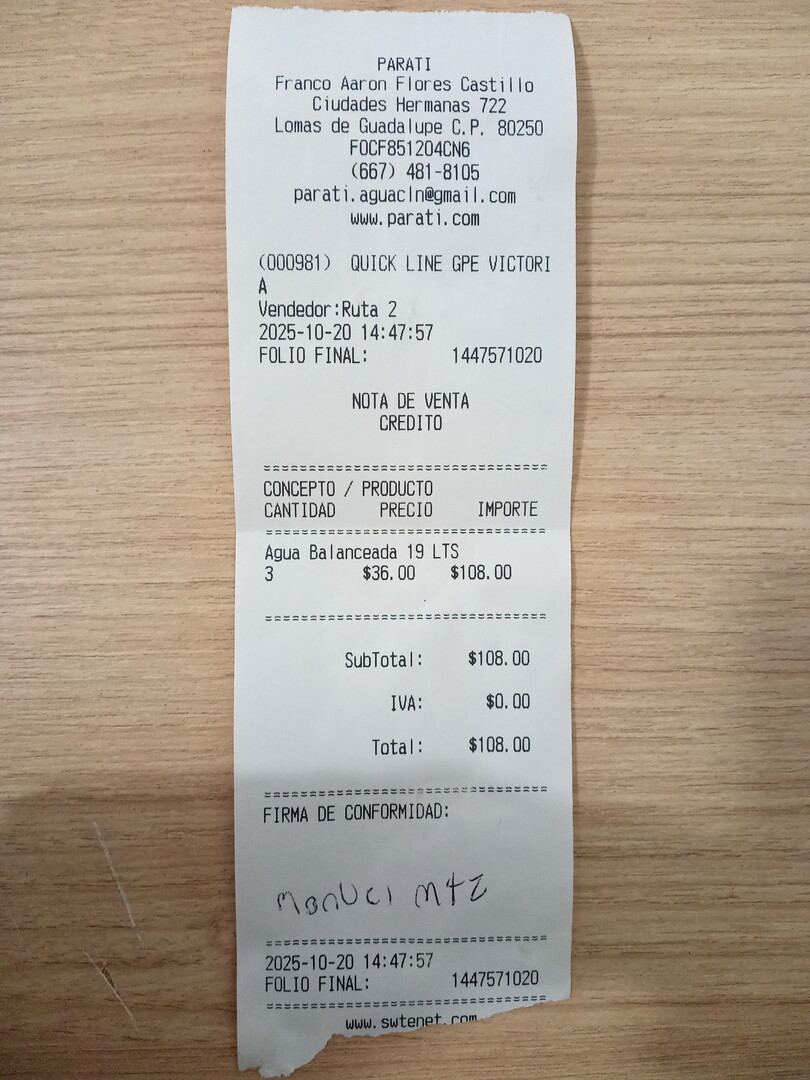 PARATI
Franco Aaron Flores Castillo
Ciudades Hermanas 722
Lomas de Guadalupe C.P. 80250
FOCF851204CN6
(667) 481-8105
parati.aguacln@gmail.com
www.parati.com
(000981) QUICK LINE GPE VICTORI
A
Vendedor:Ruta 2
2025-10-20 14:47:57
FOLIO FINAL: 1447571020
NOTA DE VENTA
CREDITO
CONCEPTO / PRODUCTO
CANTIDAD PRECIO IMPORTE
Agua Balanceada 19 LTS
3 $36.00 $108.00
SubTotal: $108.00
IVA: $0.00
Total: $108.00
FIRMA DE CONFORMIDAD:
Manuel Mtz
2025-10-20 14:47:57
FOLIO FINAL: 1447571020
www.swtenet.com